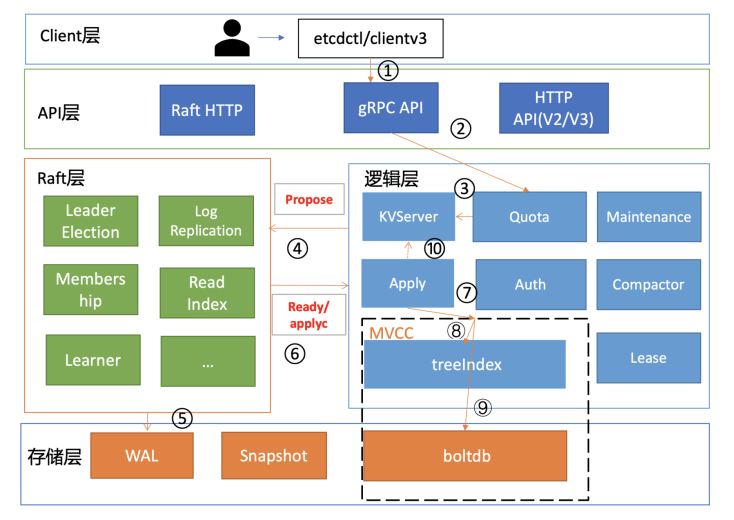 Client层
etcdctl/clientv3
①
API层
Raft HTTP
gRPC API
HTTP
API(V2/V3)
②
Raft层
Leader
Election
Log
Replication
Members
hip
Read
Index
Learner
...
Propose
④
Ready/
applyc
⑥
逻辑层
③
KVServer
Quota
Maintenance
⑩
Apply
Auth
Compactor
⑦
MVCC
⑧
treeIndex
Lease
⑨
⑤
存储层
WAL
Snapshot
boltdb